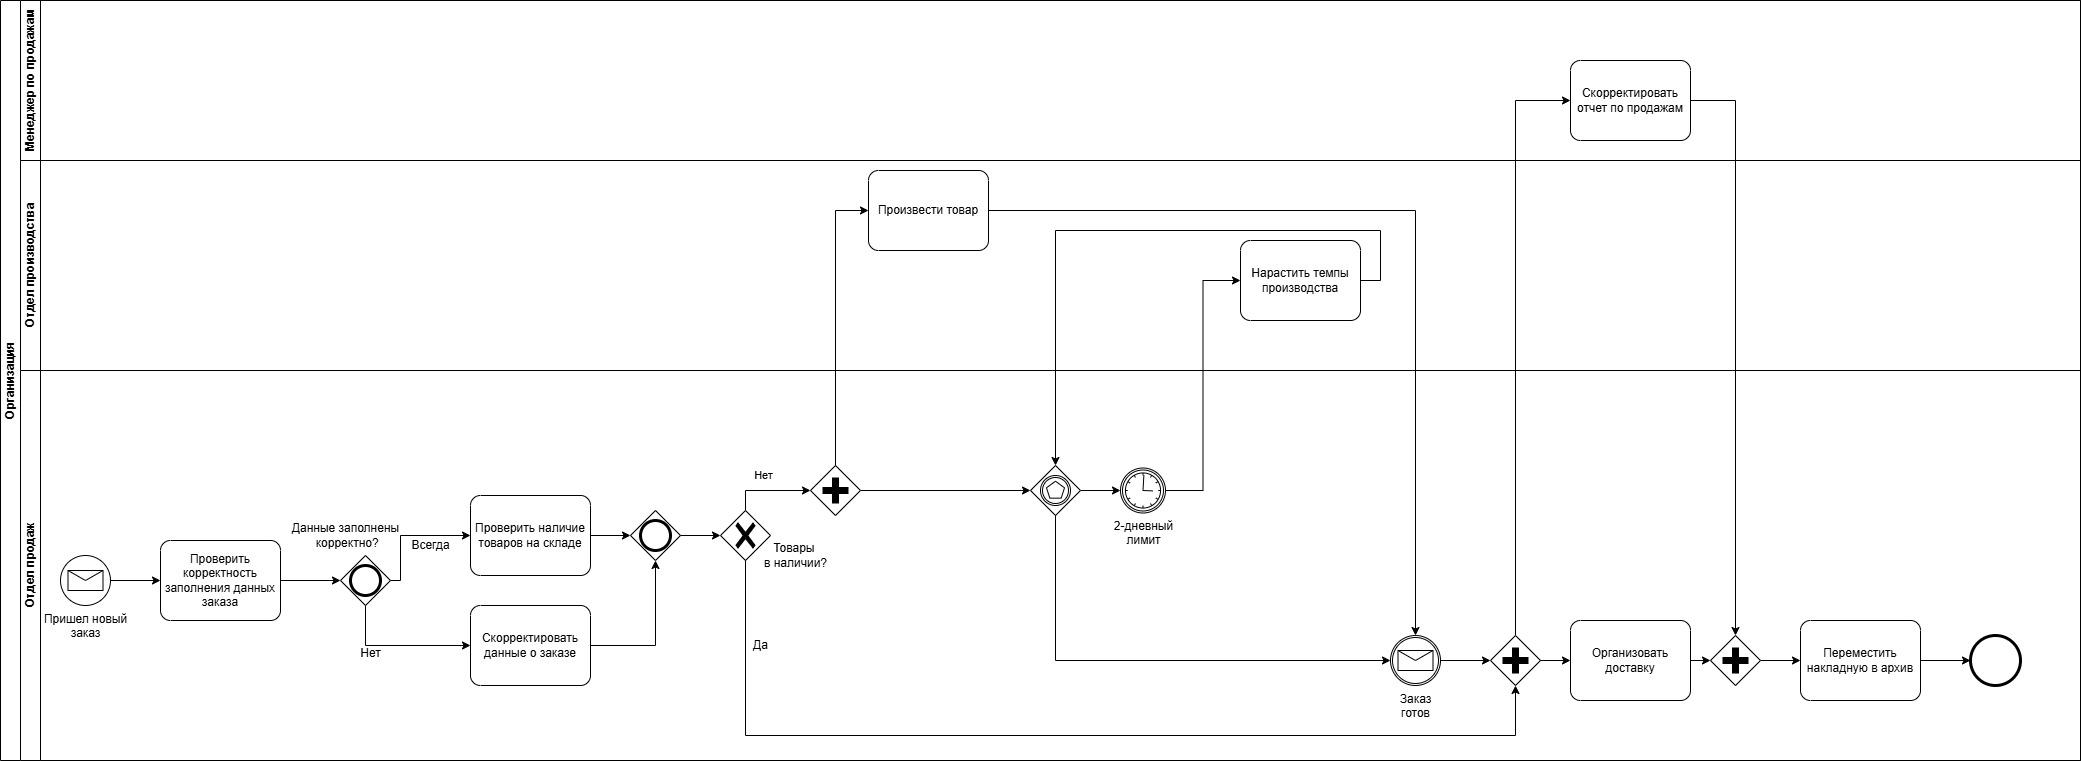 Организация
Менеджер по продажам
Отдел производства
Отдел продаж
Пришел новый
заказ
Проверить
корректность
заполнения данных
заказа
Данные заполнены
корректно?
Всегда
Нет
Проверить наличие
товаров на складе
Скорректировать
данные о заказе
Товары
в наличии?
Нет
Да
Произвести товар
2-дневный
лимит
Нарастить темпы
производства
Заказ
готов
Скорректировать
отчет по продажам
Организовать
доставку
Переместить
накладную в архив